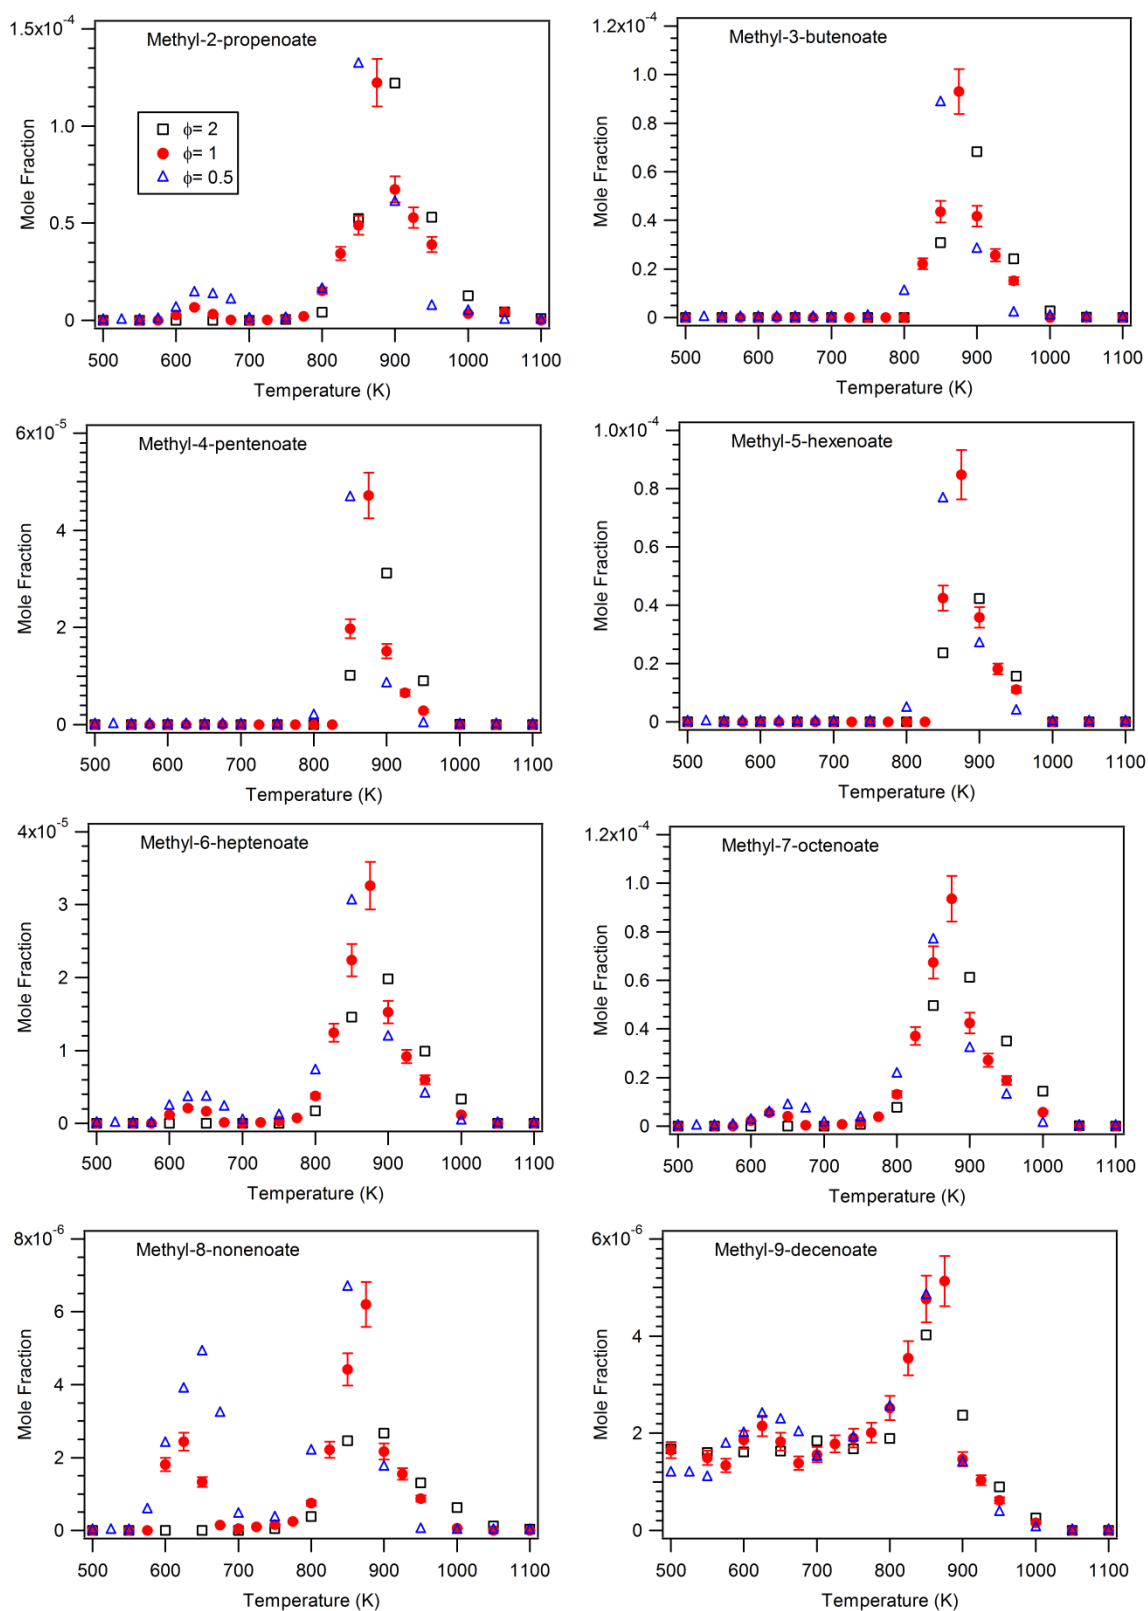 Methyl-2-propenoate
1.5x10-4
1.0
0.5
0
Mole Fraction
ϕ= 2
ϕ= 1
ϕ= 0.5
500 600 700 800 900 1000 1100
Temperature (K)
Methyl-3-butenoate
1.2x10-4
1.0
0.8
0.6
0.4
0.2
0
Mole Fraction
500 600 700 800 900 1000 1100
Temperature (K)
Methyl-4-pentenoate
6x10-5
4
2
0
Mole Fraction
500 600 700 800 900 1000 1100
Temperature (K)
Methyl-5-hexenoate
1.0x10-4
0.8
0.6
0.4
0.2
0
Mole Fraction
500 600 700 800 900 1000 1100
Temperature (K)
Methyl-6-heptenoate
4x10-5
3
2
1
0
Mole Fraction
500 600 700 800 900 1000 1100
Temperature (K)
Methyl-7-octenoate
1.2x10-4
1.0
0.8
0.6
0.4
0.2
0
Mole Fraction
500 600 700 800 900 1000 1100
Temperature (K)
Methyl-8-nonenoate
8x10-6
6
4
2
0
Mole Fraction
500 600 700 800 900 1000 1100
Temperature (K)
Methyl-9-decenoate
6x10-6
4
2
0
Mole Fraction
500 600 700 800 900 1000 1100
Temperature (K)